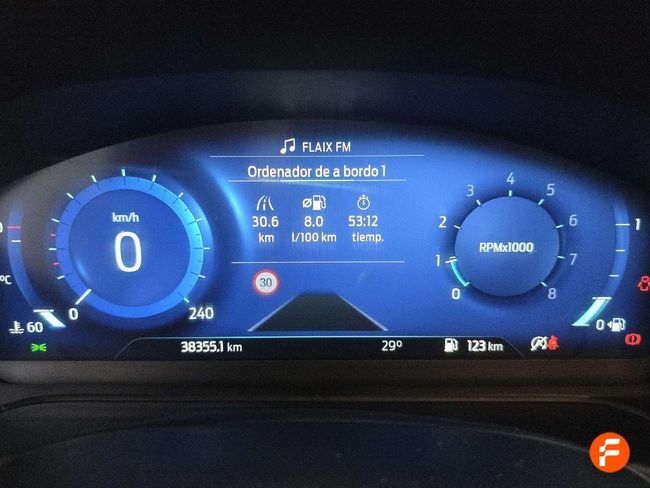 FLAIX FM
Ordenador de a bordo 1
30.6 8.0 53:12
km l/100 km tiemp.
km/h
0
0 240
60
30
RPMx1000
0 1 2 3 4 5 6 7 8
1
0
°C
38355.1 km 29° 123 km